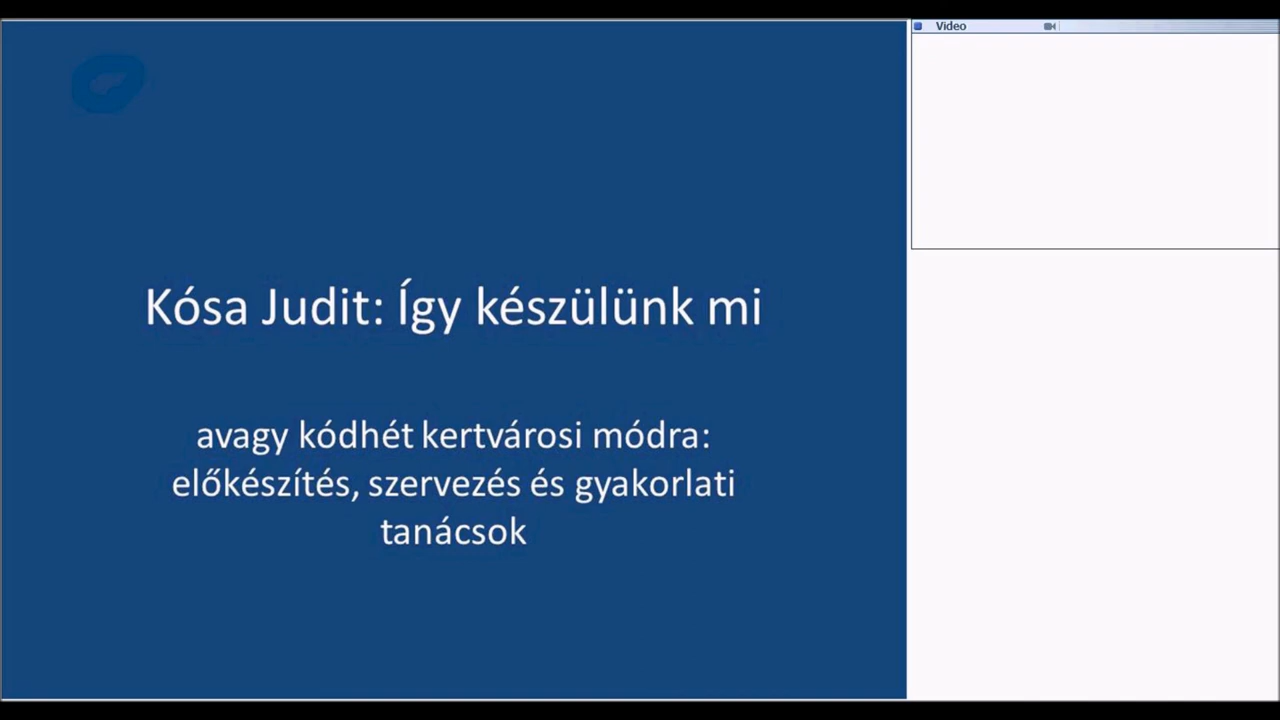 Video
Kósa Judit: Így készülünk mi
avagy kódhét kertvárosi módra:
előkészítés, szervezés és gyakorlati
tanácsok